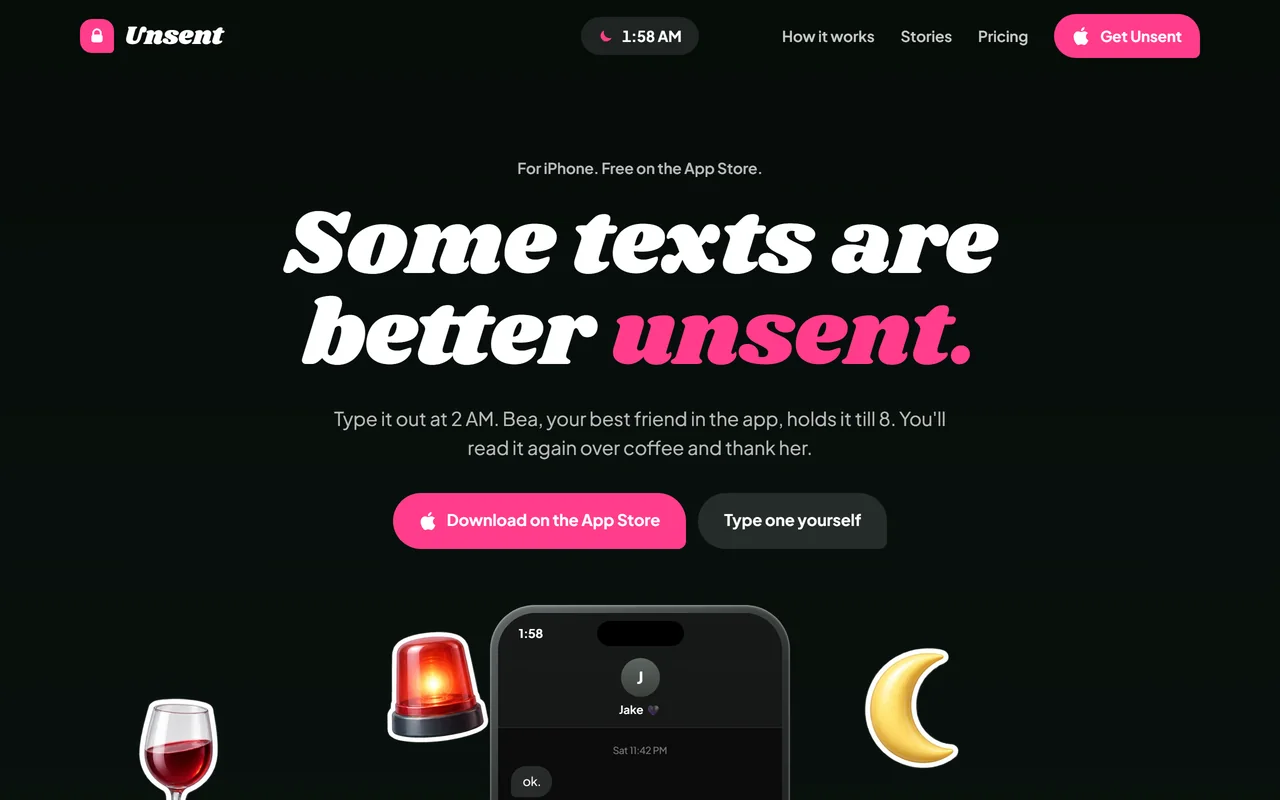 Unsent
1:58 AM
How it works
Stories
Pricing
Get Unsent
For iPhone. Free on the App Store.
Some texts are
better unsent.
Type it out at 2 AM. Bea, your best friend in the app, holds it till 8. You'll
read it again over coffee and thank her.
Download on the App Store
Type one yourself
1:58
J
Jake 🖤
Sat 11:42 PM
ok.